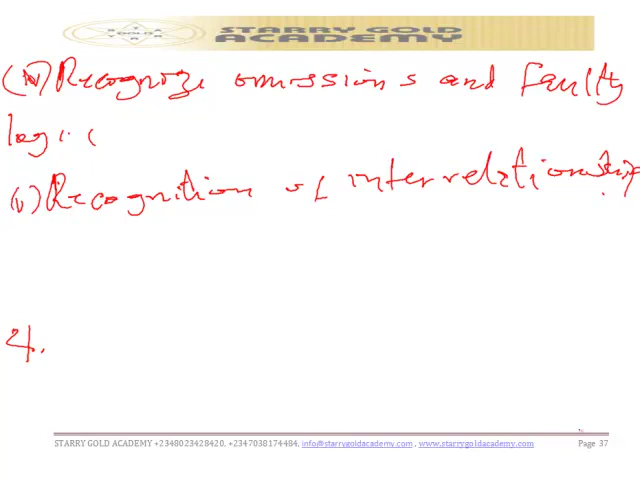 STARRY GOLD
ACADEMY
(iv) Recognize omissions and faulty
logic
(v) Recognition of interrelationship
4.
STARRY GOLD ACADEMY +2348023428420, +2347038174484, info@starrygoldacademy.com , www.starrygoldacademy.com Page 37